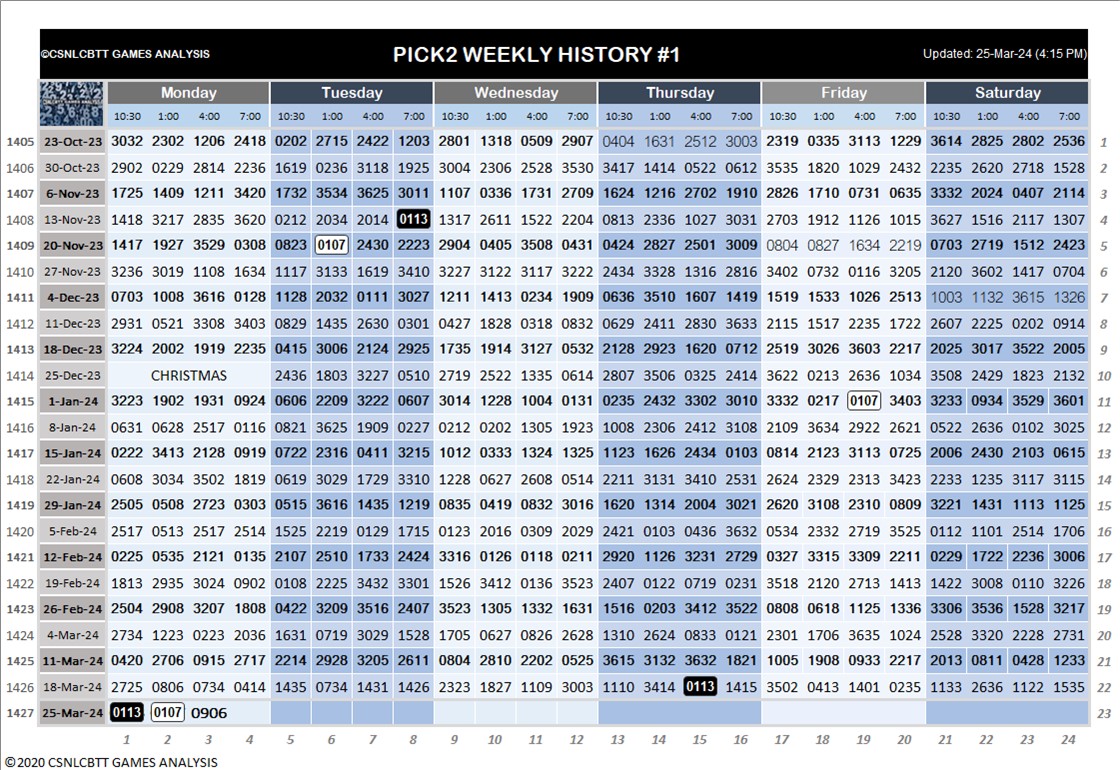 ©CSNLCBTT GAMES ANALYSIS PICK2 WEEKLY HISTORY #1 Updated: 25-Mar-24 (4:15 PM)
Monday Tuesday Wednesday Thursday Friday Saturday
10:30 1:00 4:00 7:00 10:30 1:00 4:00 7:00 10:30 1:00 4:00 7:00 10:30 1:00 4:00 7:00 10:30 1:00 4:00 7:00 10:30 1:00 4:00 7:00
1405 23-Oct-23 3032 2302 1206 2418 0202 2715 2422 1203 2801 1318 0509 2907 0404 1631 2512 3003 2319 0335 3113 1229 3614 2825 2802 2536 1
1406 30-Oct-23 2902 0229 2814 2236 1619 0236 3118 1925 3004 2306 2528 3530 3417 1414 0522 0612 3535 1820 1029 2432 2235 2620 2718 1528 2
1407 6-Nov-23 1725 1409 1211 3420 1732 3534 3625 3011 1107 0336 1731 2709 1624 1216 2702 1910 2826 1710 0731 0635 3332 2024 0407 2114 3
1408 13-Nov-23 1418 3217 2835 3620 0212 2034 2014 0113 1317 2611 1522 2204 0813 2336 1027 3031 2703 1912 1126 1015 3627 1516 2117 1307 4
1409 20-Nov-23 1417 1927 3529 0308 0823 0107 2430 2223 2904 0405 3508 0431 0424 2827 2501 3009 0804 0827 1634 2219 0703 2719 1512 2423 5
1410 27-Nov-23 3236 3019 1108 1634 1117 3133 1619 3410 3227 3122 3117 3222 2434 3328 1316 2816 3402 0732 0116 3205 2120 3602 1417 0704 6
1411 4-Dec-23 0703 1008 3616 0128 1128 2032 0111 3027 1211 1413 0234 1909 0636 3510 1607 1419 1519 1533 1026 2513 1003 1132 3615 1326 7
1412 11-Dec-23 2931 0521 3308 3403 0829 1435 2630 0301 0427 1828 0318 0832 0629 2411 2830 3633 2115 1517 2235 1722 2607 2225 0202 0914 8
1413 18-Dec-23 3224 2002 1919 2235 0415 3006 2124 2925 1735 1914 3127 0532 2128 2923 1620 0712 2519 3026 3603 2217 2025 3017 3522 2005 9
1414 25-Dec-23 CHRISTMAS 2436 1803 3227 0510 2719 2522 1335 0614 2807 3506 0325 2414 3622 0213 2636 1034 3508 2429 1823 2132 10
1415 1-Jan-24 3223 1902 1931 0924 0606 2209 3222 0607 3014 1228 1004 0131 0235 2432 3302 3010 3332 0217 0107 3403 3233 0934 3529 3601 11
1416 8-Jan-24 0631 0628 2517 0116 0821 3625 1909 0227 0212 0202 1305 1923 1008 2306 2412 3108 2109 3634 2922 2621 0522 2636 0102 3025 12
1417 15-Jan-24 0222 3413 2128 0919 0722 2316 0411 3215 1012 0333 1324 1325 1123 1626 2434 0103 0814 2123 3113 0725 2006 2430 2103 0615 13
1418 22-Jan-24 0608 3034 3502 1819 0619 3029 1729 3310 1228 0627 2608 0514 2211 3131 3410 2531 2624 2329 2313 3423 2233 1235 3117 3115 14
1419 29-Jan-24 2505 0508 2723 0303 0515 3616 1435 1219 0835 0419 0832 3016 1620 1314 2004 3021 2620 3108 2310 0809 3221 1431 1113 1125 15
1420 5-Feb-24 2517 0513 2517 2514 1525 2219 0129 1715 0123 2016 0309 2029 2421 0103 0436 3632 0534 2332 2719 3525 0112 1101 2514 1706 16
1421 12-Feb-24 0225 0535 2121 0135 2107 2510 1733 2424 3316 0126 0118 0211 2920 1126 3231 2729 0327 3315 3309 2211 0229 1722 2236 3006 17
1422 19-Feb-24 1813 2935 3024 0902 0108 2225 3432 3301 1526 3412 0136 3523 2407 0122 0719 0231 3518 2120 2713 1413 1422 3008 0110 3226 18
1423 26-Feb-24 2504 2908 3207 1808 0422 3209 3516 2407 3523 1305 1332 1631 1516 0203 3412 3522 0808 0618 1125 1336 3306 3536 1528 3217 19
1424 4-Mar-24 2734 1223 0223 2036 1631 0719 3029 1528 1705 0627 0826 2628 1310 2624 0833 0121 2301 1706 3635 1024 2528 3320 2228 2731 20
1425 11-Mar-24 0420 2706 0915 2717 2214 2928 3205 2611 0804 2810 2202 0525 3615 3132 3632 1821 1005 1908 0933 2217 2013 0811 0428 1233 21
1426 18-Mar-24 2725 0806 0734 0414 1435 0734 1431 1426 2323 1827 1109 3003 1110 3414 0113 1415 3502 0413 1401 0235 1133 2636 1122 1535 22
1427 25-Mar-24 0113 0107 0906 23
1 2 3 4 5 6 7 8 9 10 11 12 13 14 15 16 17 18 19 20 21 22 23 24
©2020 CSNLCBTT GAMES ANALYSIS